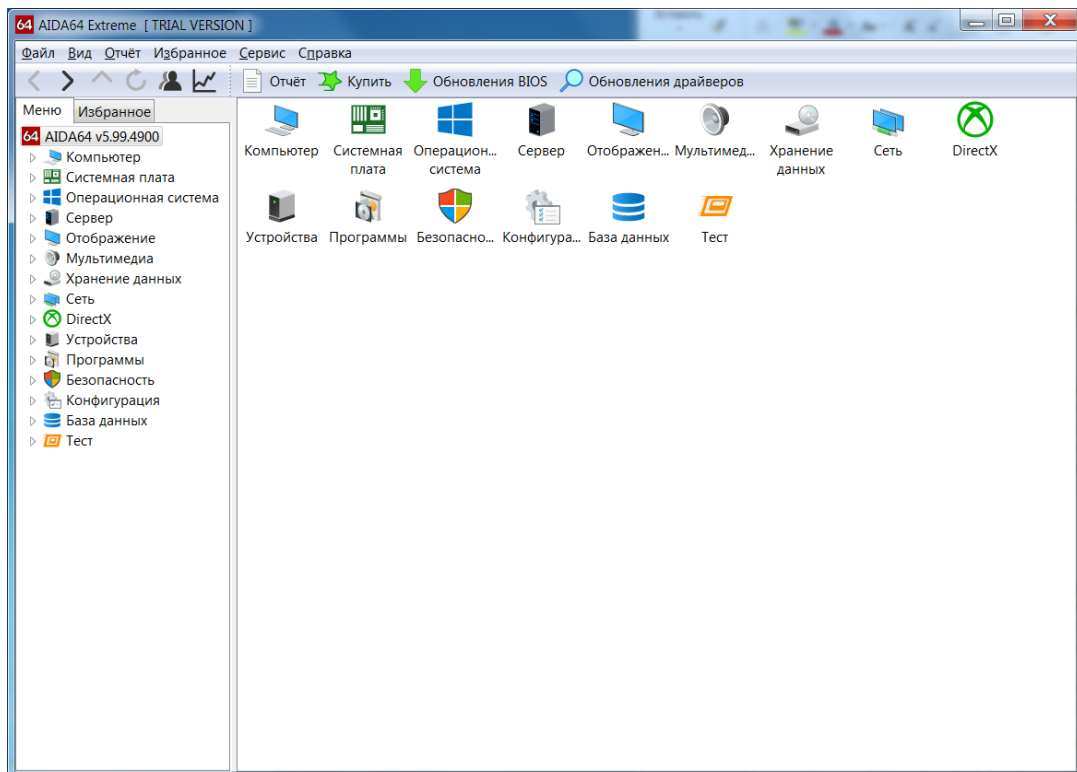 64 AIDA64 Extreme [ TRIAL VERSION ]
Файл Вид Отчёт Избранное Сервис Справка
Отчёт Купить Обновления BIOS Обновления драйверов
Меню Избранное
64 AIDA64 v5.99.4900
Компьютер
Системная плата
Операционная система
Сервер
Отображение
Мультимедиа
Хранение данных
Сеть
DirectX
Устройства
Программы
Безопасность
Конфигурация
База данных
Тест
Компьютер Системная Операцион... Сервер Отображен... Мультимед... Хранение Сеть DirectX
плата система данных
Устройства Программы Безопасно... Конфигура... База данных Тест